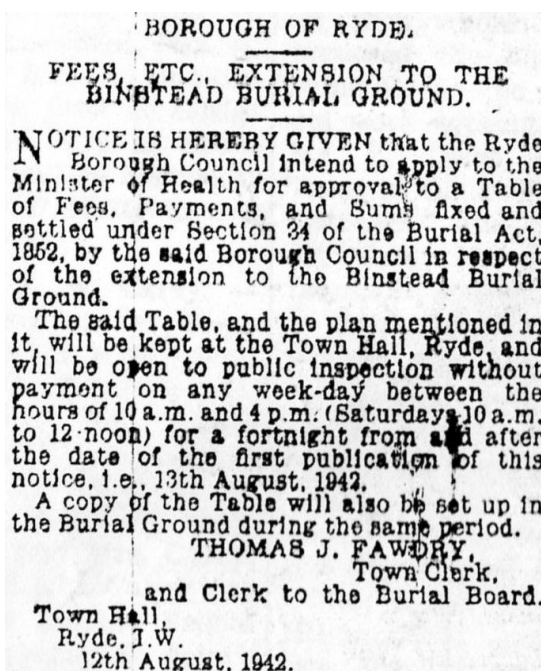 BOROUGH OF RYDE.
FEES, ETC., EXTENSION TO THE
BINSTEAD BURIAL GROUND.
NOTICE IS HEREBY GIVEN that the Ryde
Borough Council intend to apply to the
Minister of Health for approval to a Table
of Fees, Payments, and Sums fixed and
settled under Section 34 of the Burial Act,
1852, by the said Borough Council in respect
of the extension to the Binstead Burial
Ground.
The said Table, and the plan mentioned in
it, will be kept at the Town Hall, Ryde, and
will be open to public inspection without
payment on any week-day between the
hours of 10 a.m. and 4 p.m. (Saturdays 10 a.m.
to 12 noon) for a fortnight from and after
the date of the first publication of this
notice, i.e., 13th August, 1942.
A copy of the Table will also be set up in
the Burial Ground during the same period.
THOMAS J. FAWDRY,
Town Clerk,
and Clerk to the Burial Board.
Town Hall,
Ryde, I.W.
12th August, 1942.